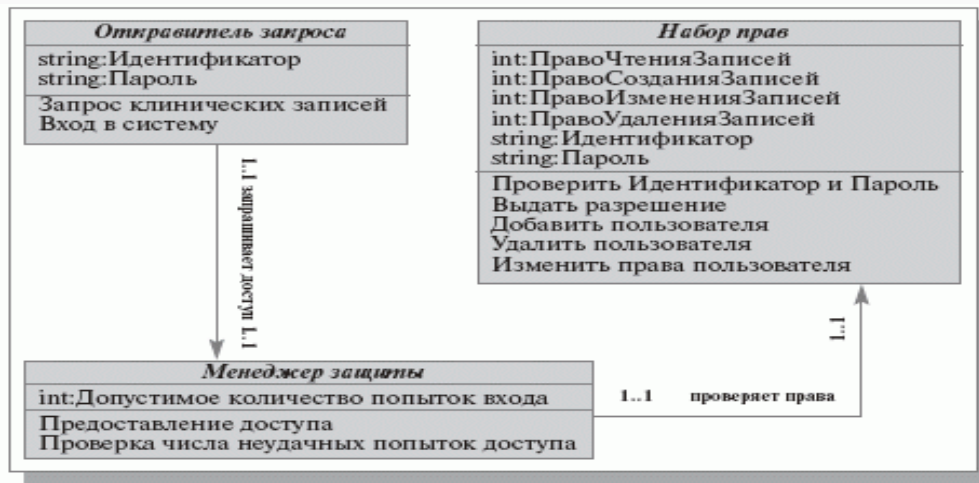 Откравитель закроса
string:Идентификатор
string:Пароль
Запрос клинических записей
Вход в систему
Набор прав
int:ПравоЧтенияЗаписей
int:ПравоСозданияЗаписей
int:ПравоИзмененияЗаписей
int:ПравоУдаленияЗаписей
string:Идентификатор
string:Пароль
Проверить Идентификатор и Пароль
Выдать разрешение
Добавить пользователя
Удалить пользователя
Изменить права пользователя
1..1 запрашивает доступ 1..1
Менеджер защиты
int:Допустимое количество попыток входа
Предоставление доступа
Проверка числа неудачных попыток доступа
1..1 проверяет права
1..1